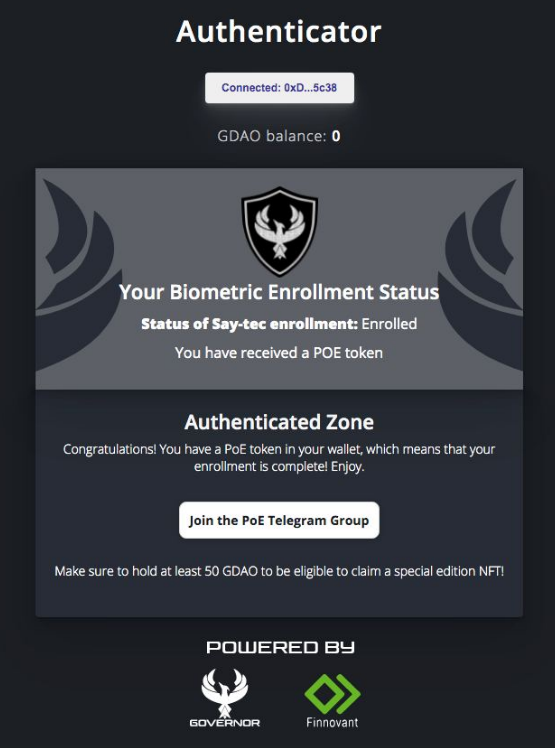 Authenticator
Connected: 0xD...5c38
GDAO balance: 0
Your Biometric Enrollment Status
Status of Say-tec enrollment: Enrolled
You have received a POE token
Authenticated Zone
Congratulations! You have a PoE token in your wallet, which means that your
enrollment is complete! Enjoy.
Join the PoE Telegram Group
Make sure to hold at least 50 GDAO to be eligible to claim a special edition NFT!
POWERED BY
GOVERNOR
Finnovant